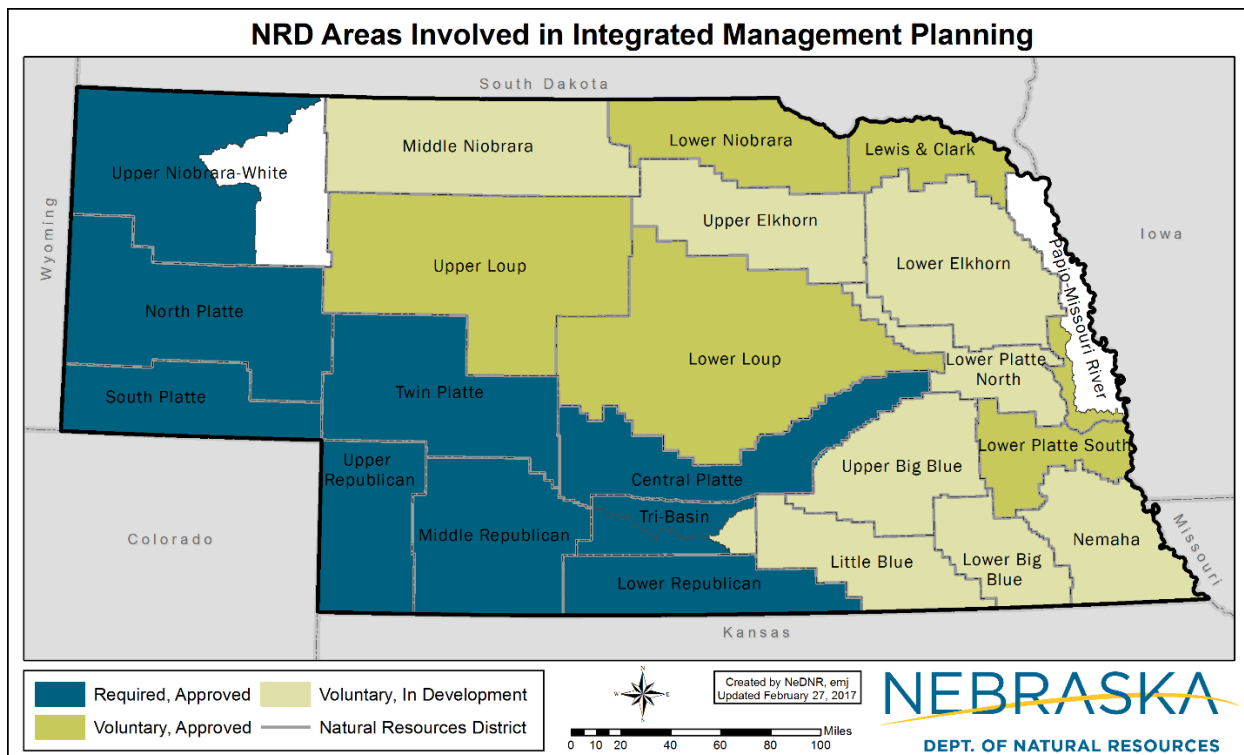 NRD Areas Involved in Integrated Management Planning
South Dakota
Wyoming
Iowa
Colorado
Kansas
Missouri
Upper Niobrara-White
Middle Niobrara
Lower Niobrara
Lewis & Clark
Upper Elkhorn
Lower Elkhorn
Papio-Missouri River
Upper Loup
North Platte
Lower Loup
Lower Platte
North
South Platte
Twin Platte
Lower Platte South
Upper
Republican
Central Platte
Upper Big Blue
Tri-Basin
Middle Republican
Nemaha
Little Blue
Lower Big
Blue
Lower Republican
Required, Approved
Voluntary, In Development
Voluntary, Approved
Natural Resources District
N
W
E
S
Created by NeDNR, emj
Updated February 27, 2017
Miles
0 5 10 20 40 60 80 100
NEBRASKA
DEPT. OF NATURAL RESOURCES